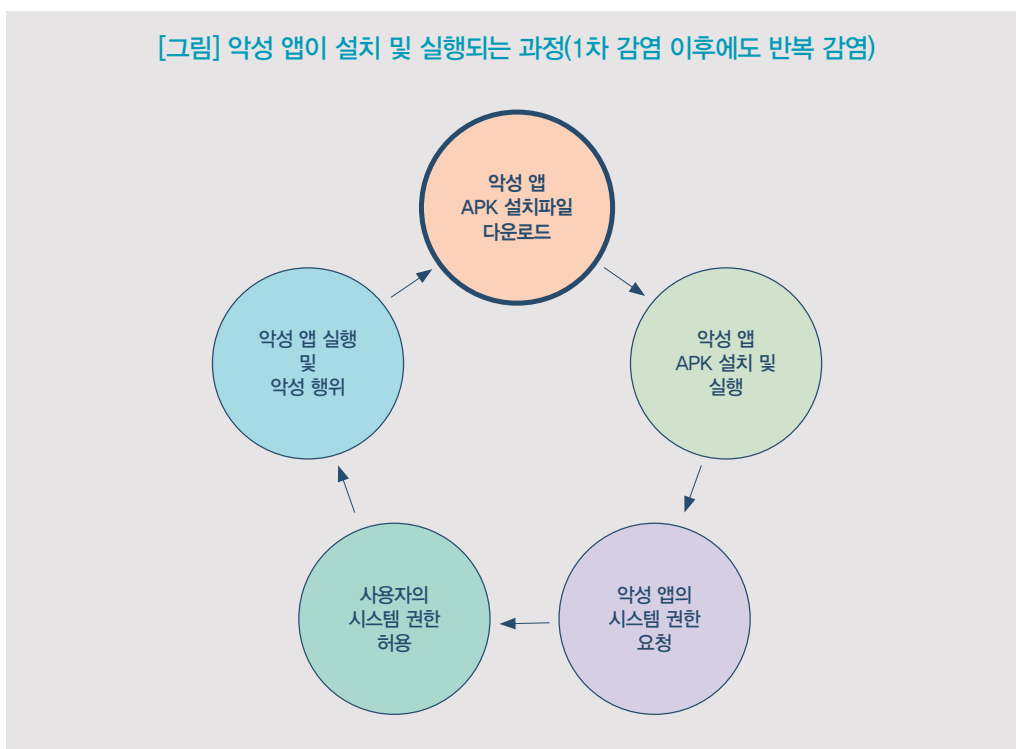 [그림] 악성 앱이 설치 및 실행되는 과정(1차 감염 이후에도 반복 감염)
악성 앱
APK 설치파일
다운로드
악성 앱
APK 설치 및
실행
악성 앱의
시스템 권한
요청
사용자의
시스템 권한
허용
악성 앱 실행
및
악성 행위